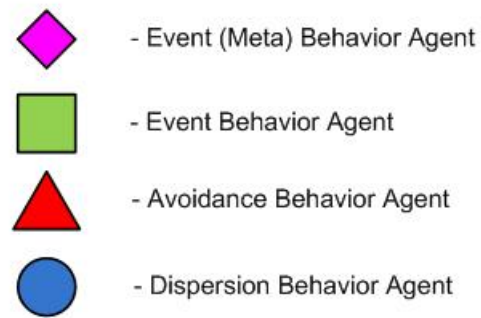 - Event (Meta) Behavior Agent
- Event Behavior Agent
- Avoidance Behavior Agent
- Dispersion Behavior Agent